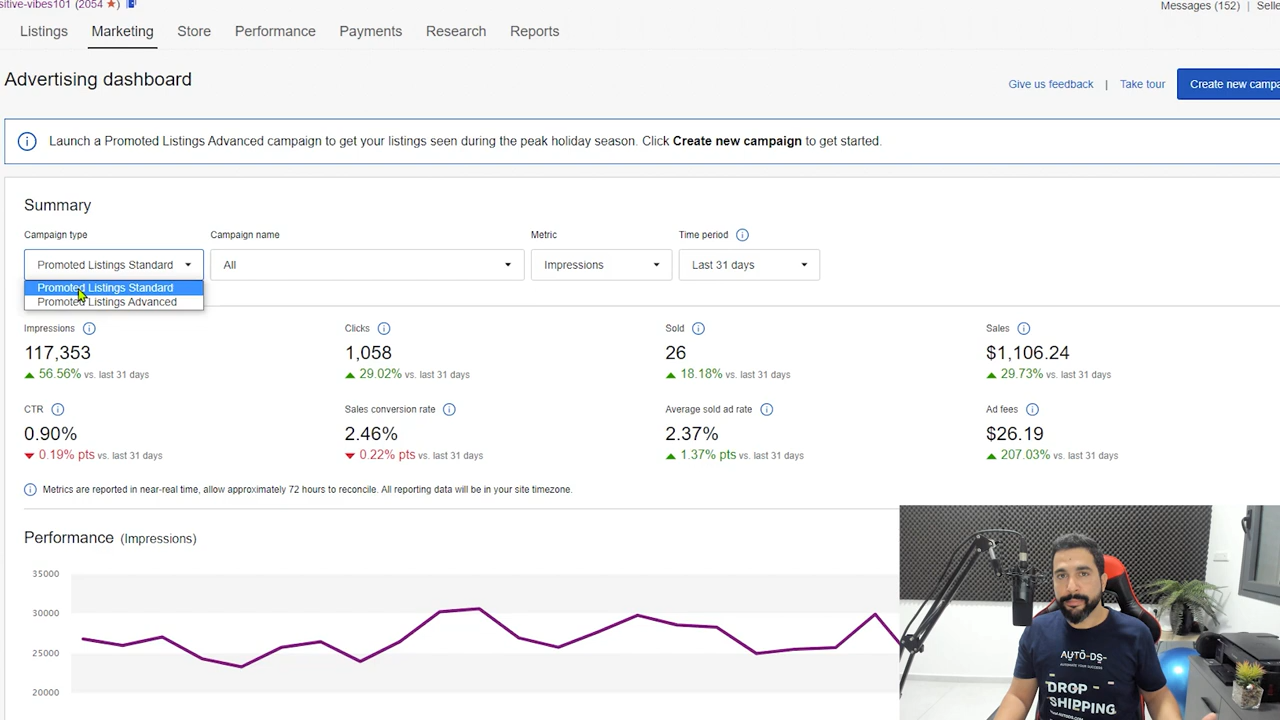 sitive-vibes101 (2054 ★)
Messages (152) | Selle
Listings Marketing Store Performance Payments Research Reports
Advertising dashboard
Give us feedback | Take tour Create new campa
Launch a Promoted Listings Advanced campaign to get your listings seen during the peak holiday season. Click Create new campaign to get started.
Summary
Campaign type Campaign name Metric Time period
Promoted Listings Standard All Impressions Last 31 days
Promoted Listings Standard
Promoted Listings Advanced
Impressions Clicks Sold Sales
117,353 1,058 26 $1,106.24
56.56% vs. last 31 days 29.02% vs. last 31 days 18.18% vs. last 31 days 29.73% vs. last 31 days
CTR Sales conversion rate Average sold ad rate Ad fees
0.90% 2.46% 2.37% $26.19
0.19% pts vs. last 31 days 0.22% pts vs. last 31 days 1.37% pts vs. last 31 days 207.03% vs. last 31 days
Metrics are reported in near-real time, allow approximately 72 hours to reconcile. All reporting data will be in your site timezone.
Performance (Impressions)
35000
30000
25000
20000
AUTO-DS-
AUTOMATE YOUR SUCCESS
DROP
SHIPPING